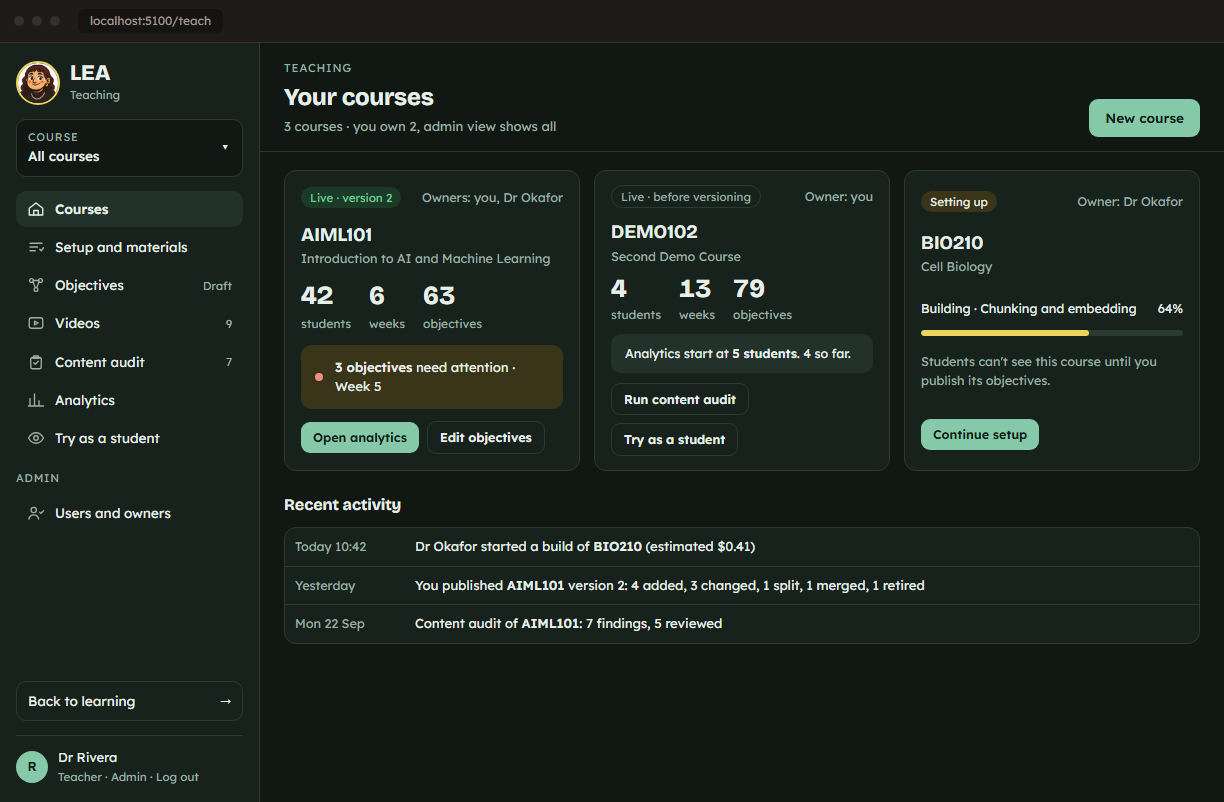 localhost:5100/teach
LEA
Teaching
COURSE
All courses
Courses
Setup and materials
Objectives Draft
Videos 9
Content audit 7
Analytics
Try as a student
ADMIN
Users and owners
Back to learning →
R
Dr Rivera
Teacher · Admin · Log out
TEACHING
Your courses
3 courses · you own 2, admin view shows all
New course
Live · version 2 Owners: you, Dr Okafor
AIML101
Introduction to AI and Machine Learning
42 6 63
students weeks objectives
3 objectives need attention ·
Week 5
Open analytics Edit objectives
Live · before versioning Owner: you
DEMO102
Second Demo Course
4 13 79
students weeks objectives
Analytics start at 5 students. 4 so far.
Run content audit
Try as a student
Setting up Owner: Dr Okafor
BIO210
Cell Biology
Building · Chunking and embedding 64%
Students can't see this course until you
publish its objectives.
Continue setup
Recent activity
Today 10:42 Dr Okafor started a build of BIO210 (estimated $0.41)
Yesterday You published AIML101 version 2: 4 added, 3 changed, 1 split, 1 merged, 1 retired
Mon 22 Sep Content audit of AIML101: 7 findings, 5 reviewed